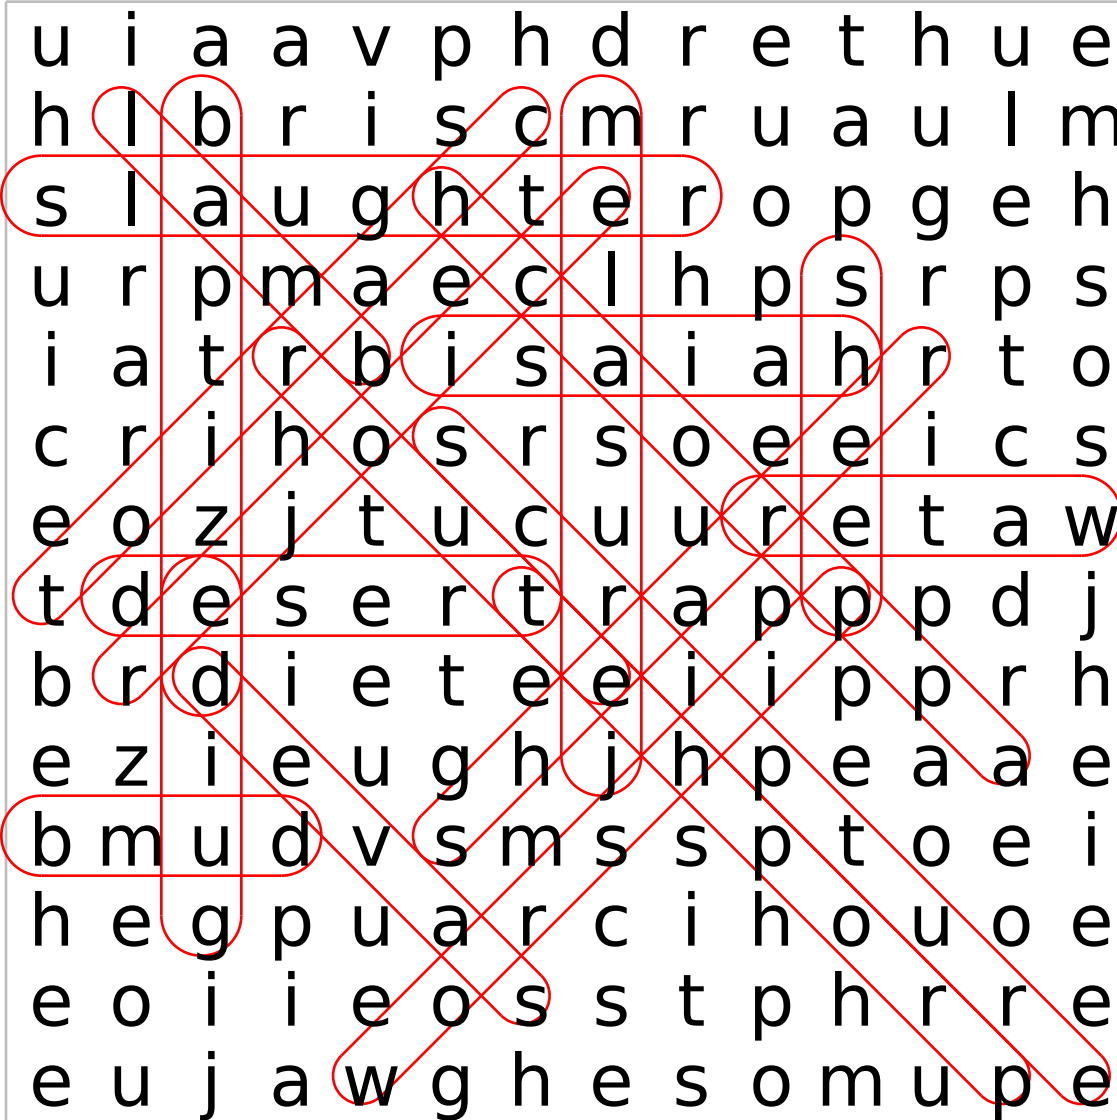 u i a a v p h d r e t h u e
h l b r i s c m r u a u l m
s l a u g h t e r o p g e h
u r p m a e c l h p s r p s
i a t r b i s a i a h r t o
c r i h o s r s o e e i c s
e o z j t u c u u r e t a w
t d e s e r t r a p p p d j
b r d i e t e e i i p p r h
e z i e u g h j h p e a a e
b m u d v s m s s p t o e i
h e g p u a r c i h o u o e
e o i i e o s s t p h r r e
e u j a w g h e s o m u p e